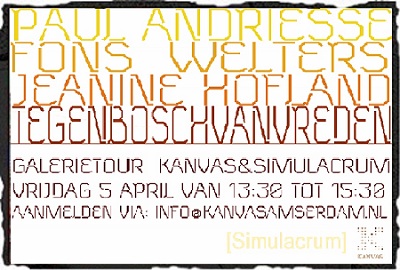 PAUL ANDRIESSE
FONS WELTERS
JEANINE HOFLAND
TEGENBOSCHVANVREDEN
GALERIETOUR KANVAS&SIMULACRUM
VRIJDAG 5 APRIL VAN 13:30 TOT 15:30
AANMELDEN VIA: INFO@KANVASAMSERDAM.NL
[Simulacrum]
KANVAS